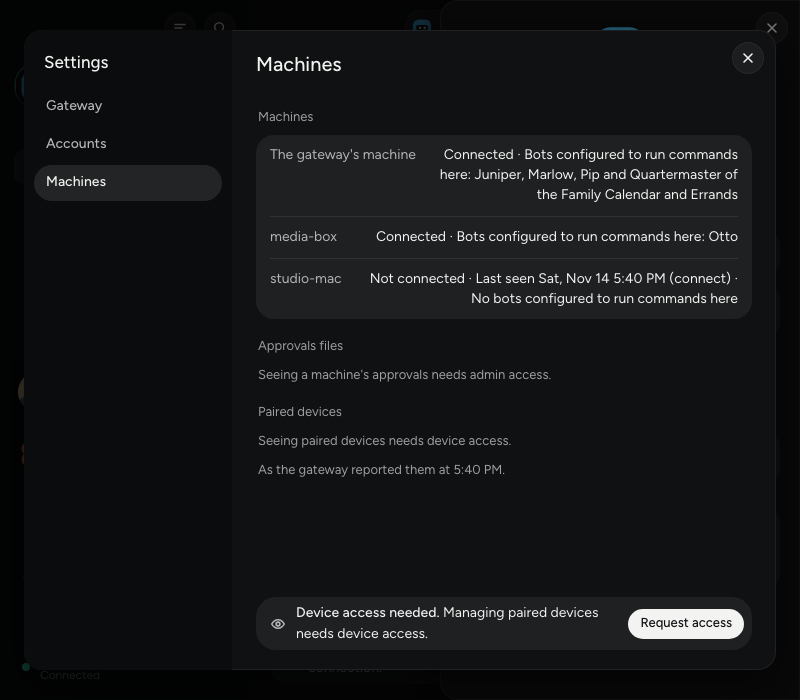 Settings
Gateway
Accounts
Machines
Machines
Machines
The gateway's machine
Connected · Bots configured to run commands
here: Juniper, Marlow, Pip and Quartermaster of
the Family Calendar and Errands
media-box
Connected · Bots configured to run commands here: Otto
studio-mac
Not connected · Last seen Sat, Nov 14 5:40 PM (connect) ·
No bots configured to run commands here
Approvals files
Seeing a machine's approvals needs admin access.
Paired devices
Seeing paired devices needs device access.
As the gateway reported them at 5:40 PM.
Device access needed. Managing paired devices
needs device access.
Request access
Connected